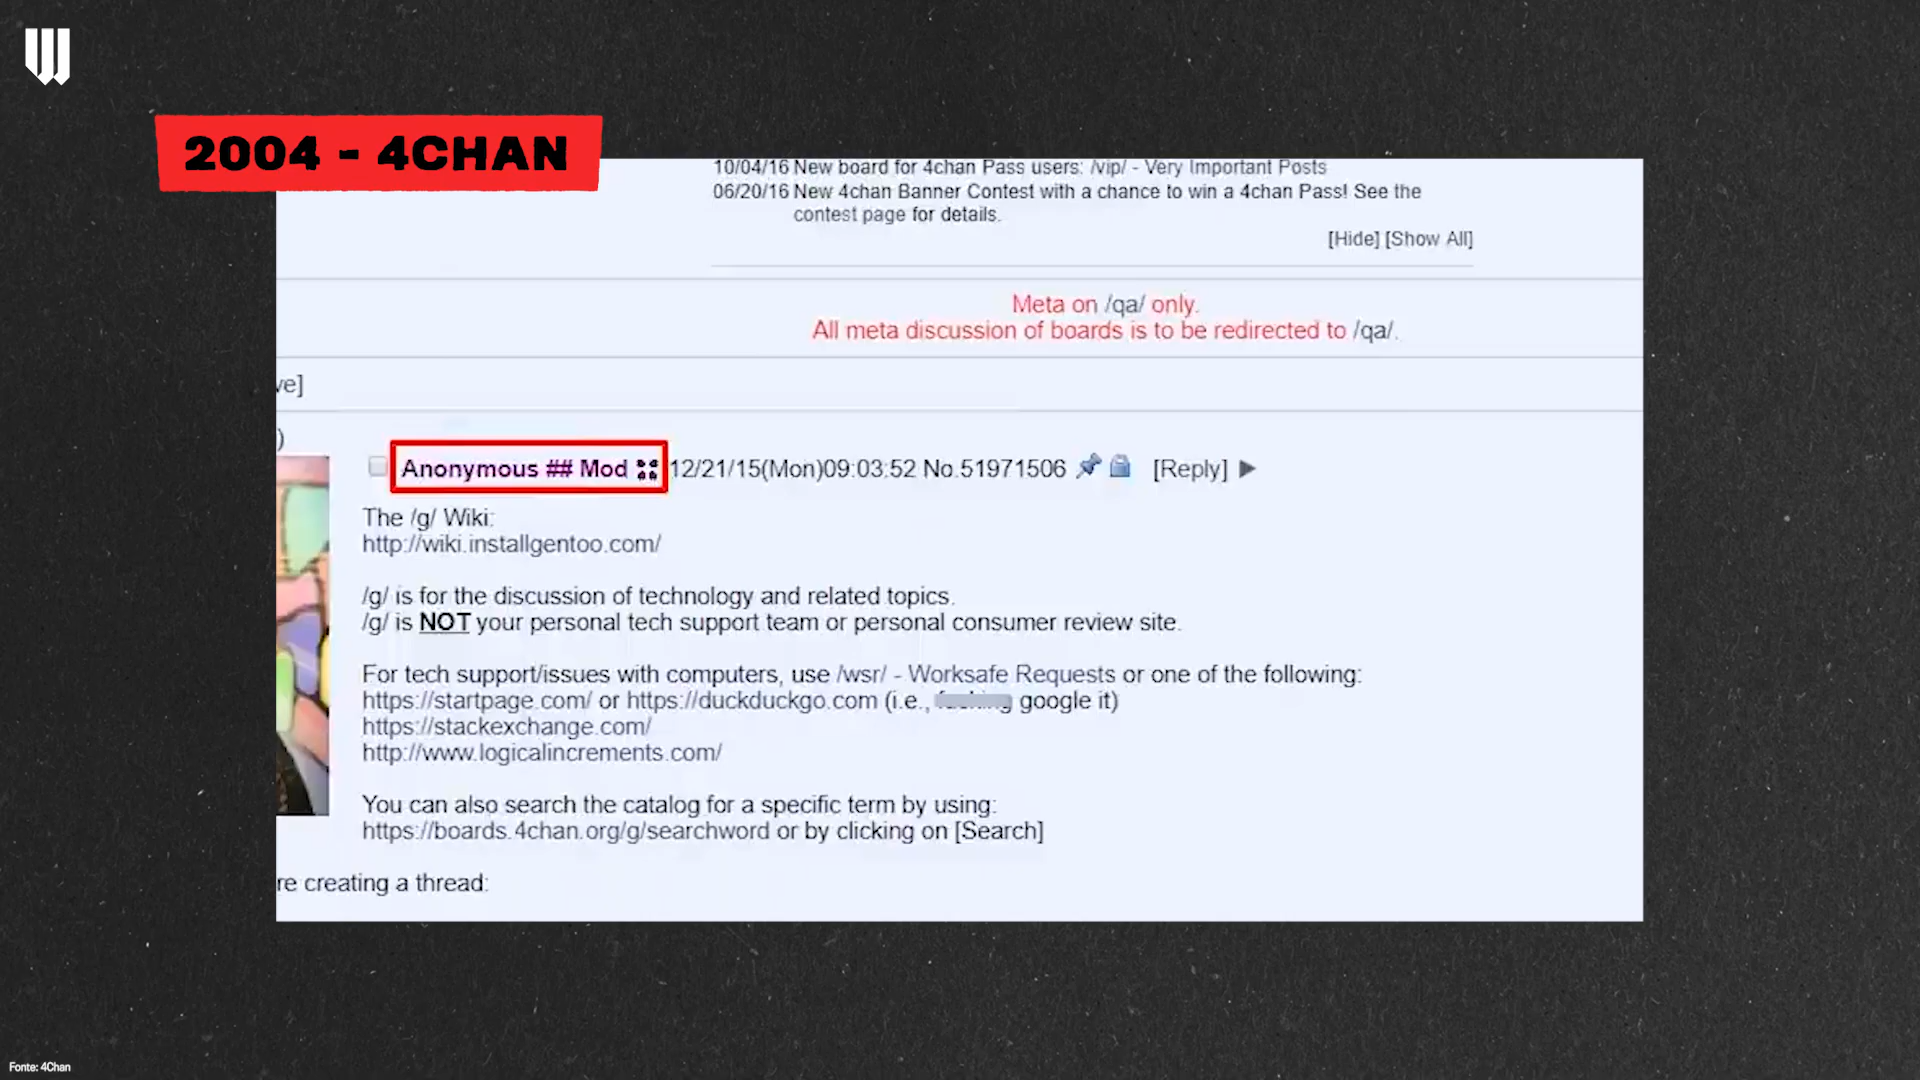 2004 - 4CHAN
10/04/16 New board for 4chan Pass users: /vip/ - Very Important Posts
06/20/16 New 4chan Banner Contest with a chance to win a 4chan Pass! See the
contest page for details.
[Hide] [Show All]
Meta on /qa/ only.
All meta discussion of boards is to be redirected to /qa/.
ve]
)
Anonymous ## Mod 12/21/15(Mon)09:03:52 No.51971506 [Reply] ▶
The /g/ Wiki:
http://wiki.installgentoo.com/
/g/ is for the discussion of technology and related topics.
/g/ is NOT your personal tech support team or personal consumer review site.
For tech support/issues with computers, use /wsr/ - Worksafe Requests or one of the following:
https://startpage.com/ or https://duckduckgo.com (i.e., google it)
https://stackexchange.com/
http://www.logicalincrements.com/
You can also search the catalog for a specific term by using:
https://boards.4chan.org/g/searchword or by clicking on [Search]
re creating a thread:
Fonte: 4Chan